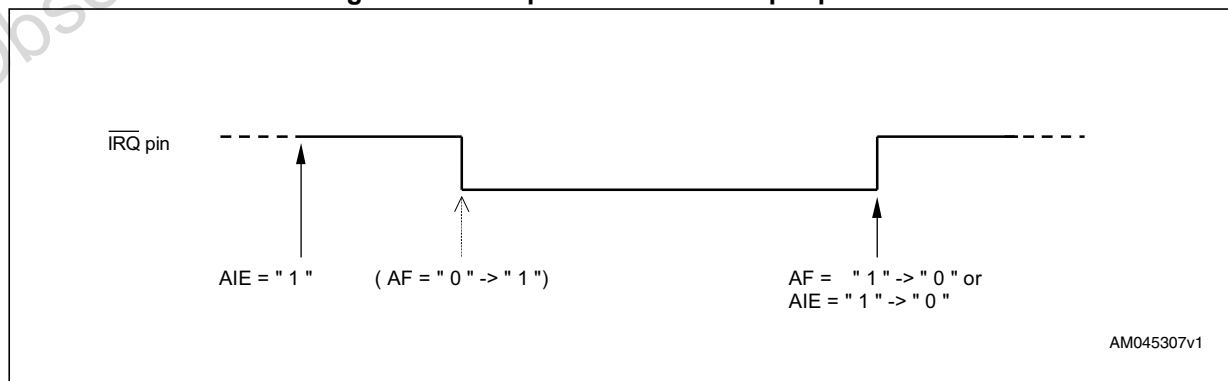 IRQ pin
AIE = " 1 "
( AF = " 0 " -> " 1 ")
AF = " 1 " -> " 0 " or
AIE = " 1 " -> " 0 "
AM045307v1